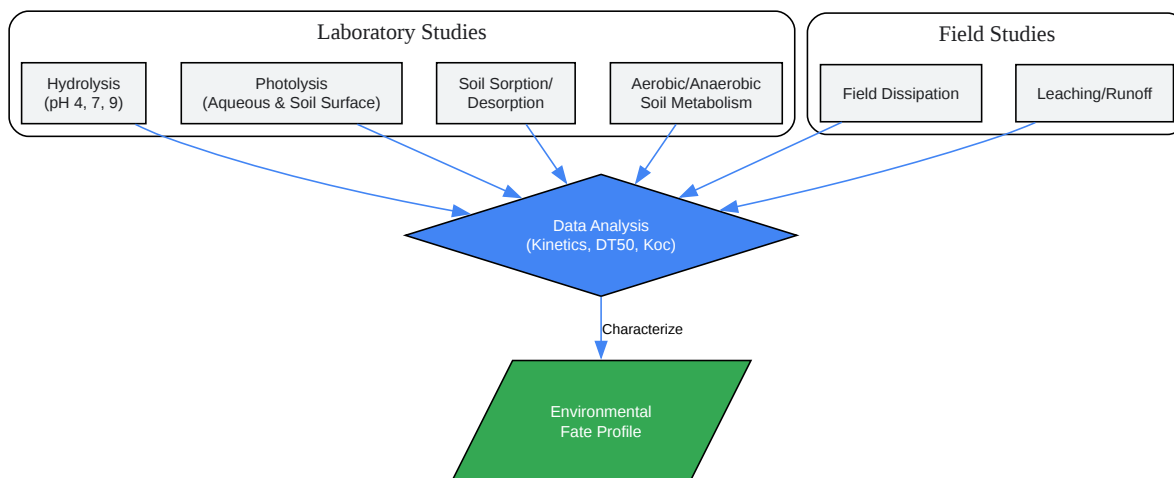 Laboratory Studies
Field Studies
Hydrolysis
(pH 4, 7, 9)
Photolysis
(Aqueous & Soil Surface)
Soil Sorption/
Desorption
Aerobic/Anaerobic
Soil Metabolism
Field Dissipation
Leaching/Runoff
Data Analysis
(Kinetics, DT50, Koc)
Characterize
Environmental
Fate Profile